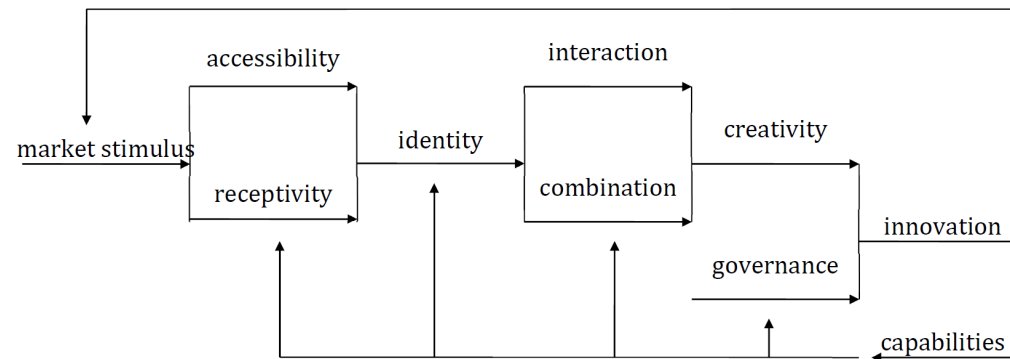 accessibility
interaction
market stimulus
identity
creativity
receptivity
combination
innovation
governance
capabilities